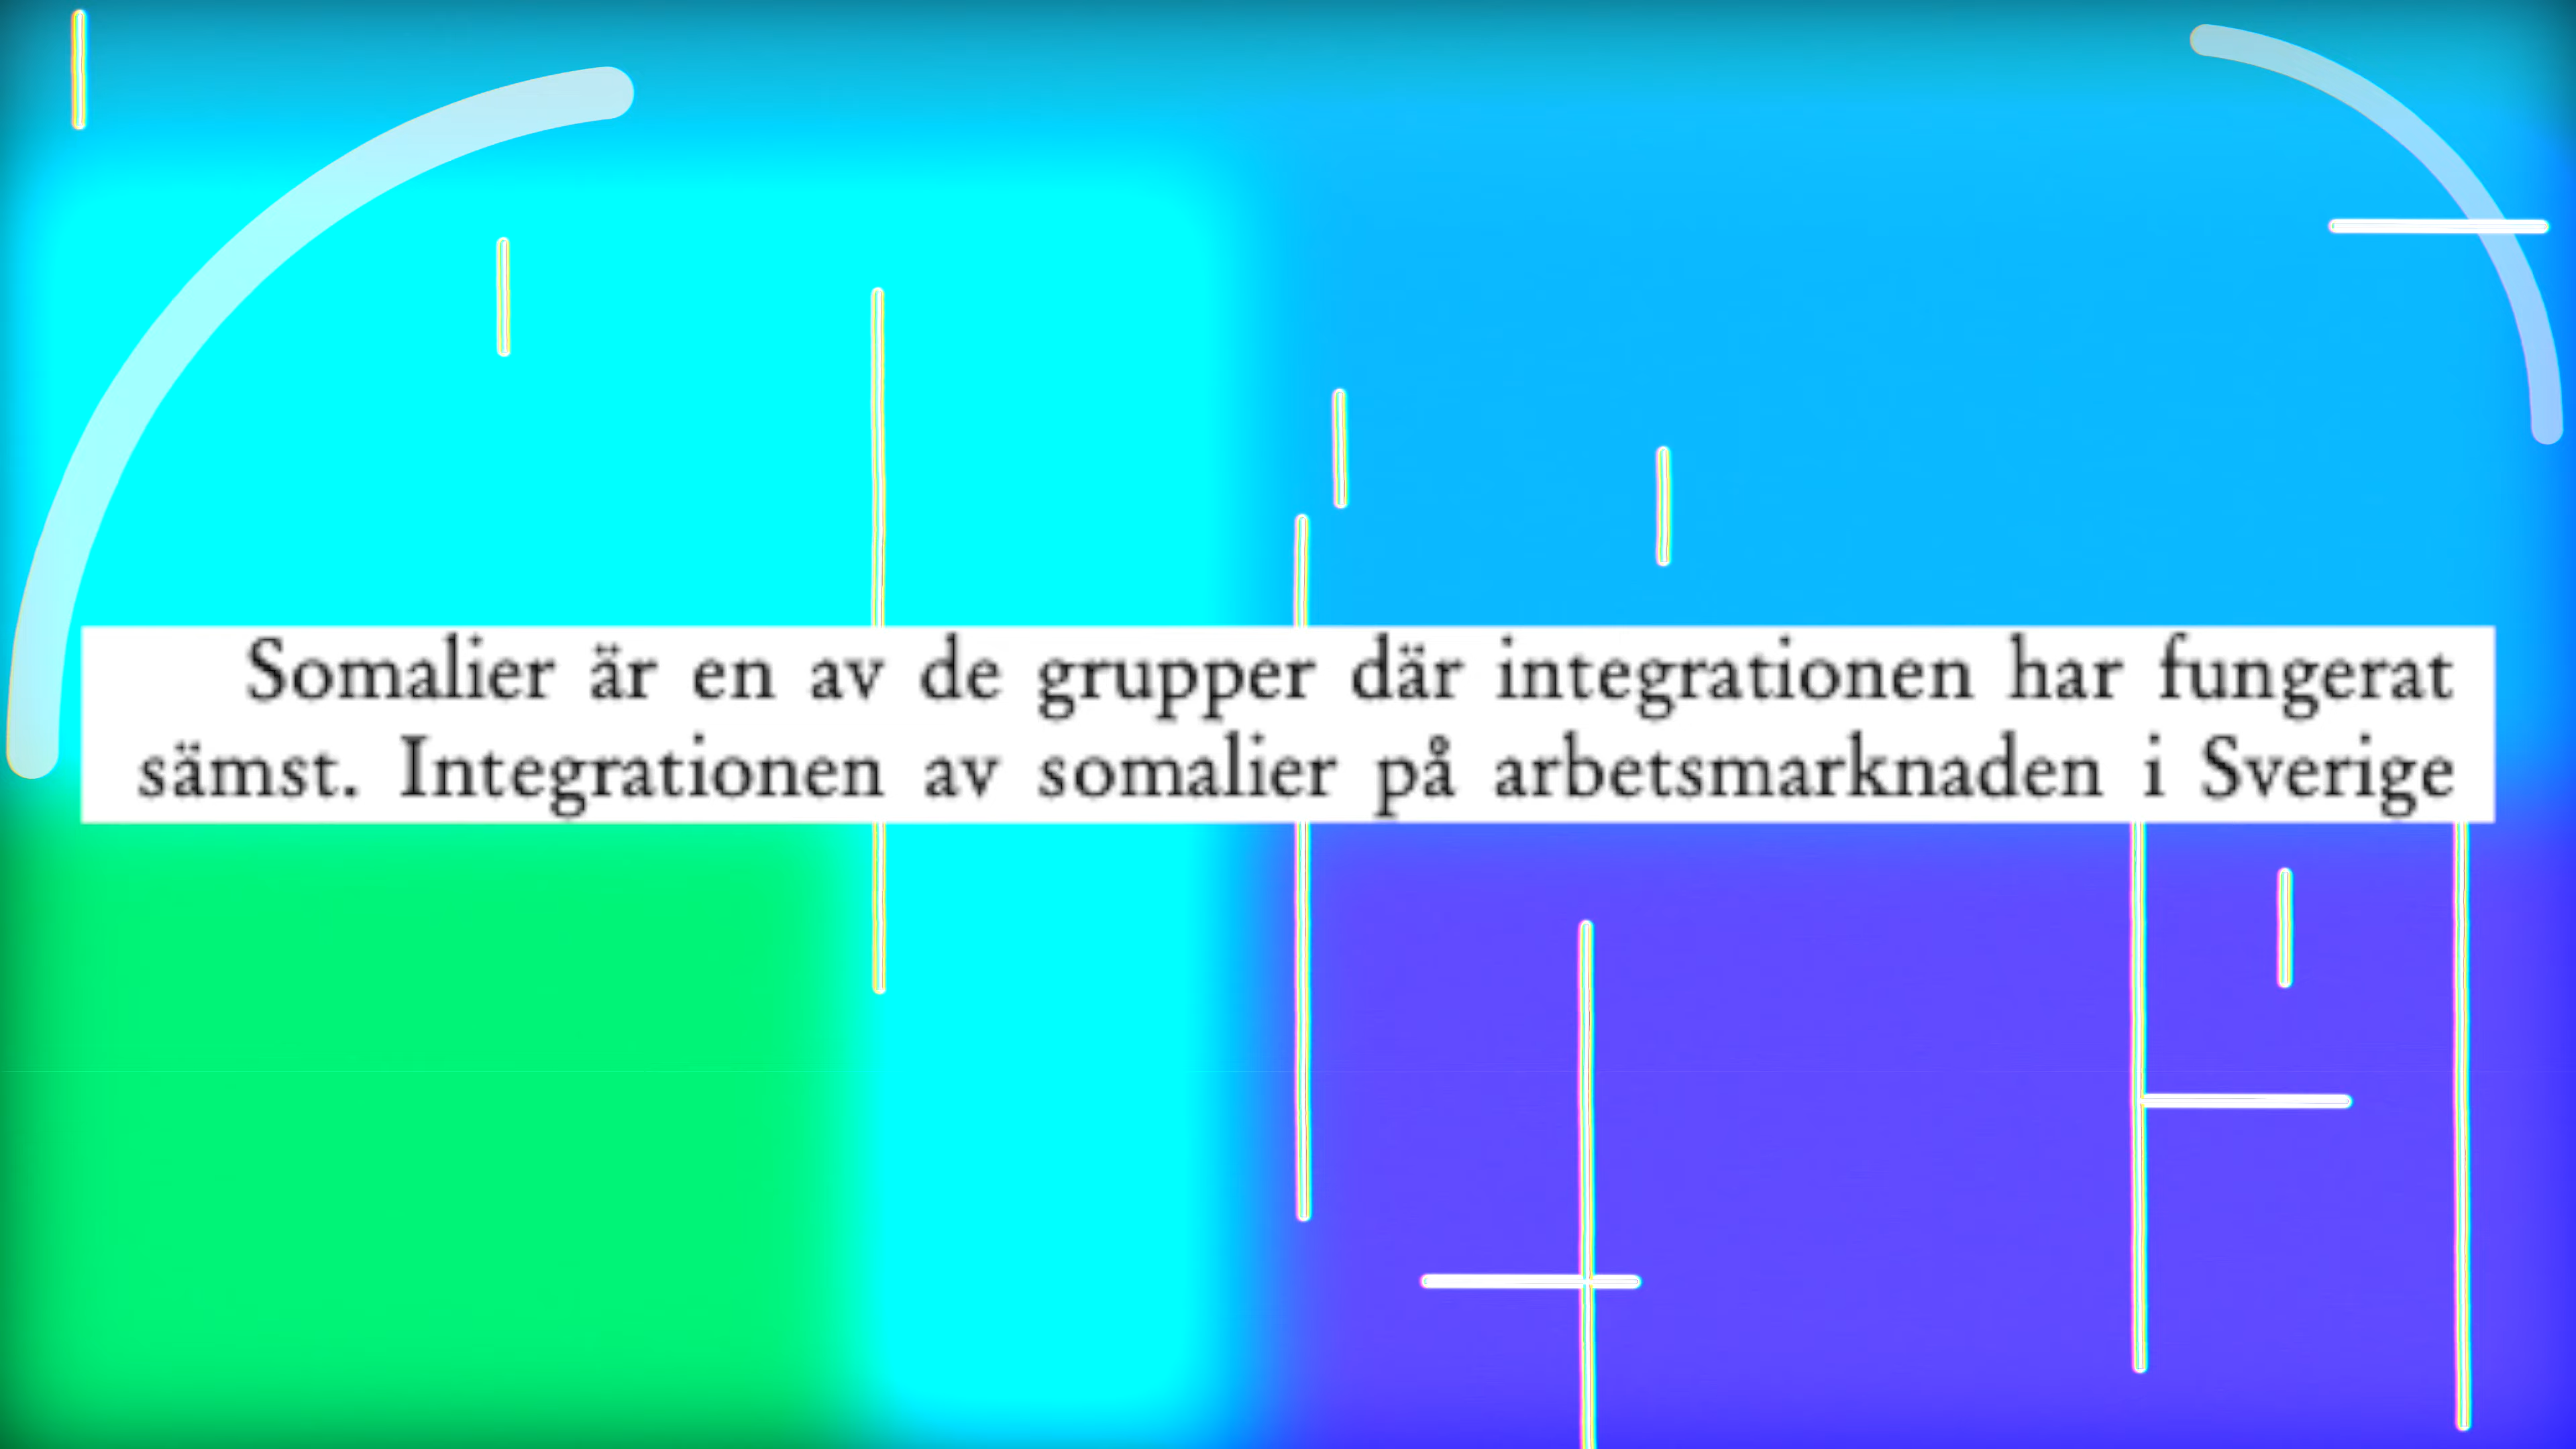 Somalier är en av de grupper där integrationen har fungerat
sämst. Integrationen av somalier på arbetsmarknaden i Sverige